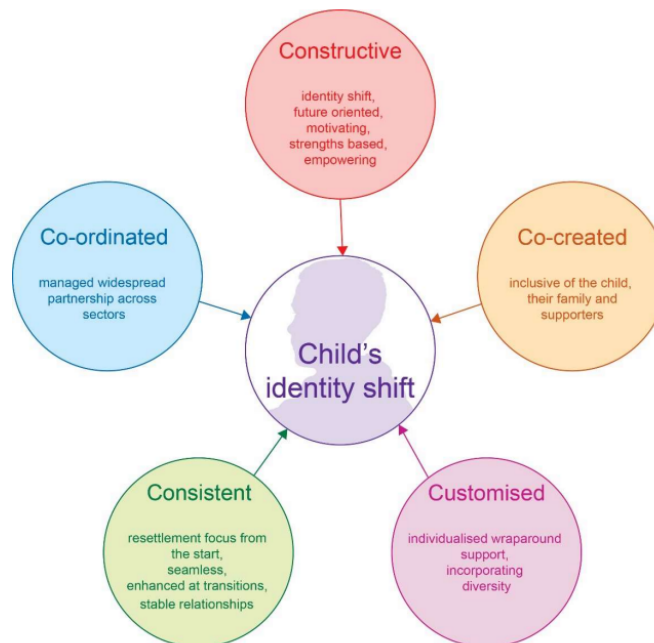 Constructive
identity shift,
future oriented,
motivating,
strengths based,
empowering
Co-ordinated
managed widespread
partnership across
sectors
Co-created
inclusive of the child,
their family and
supporters
Child's
identity shift
Consistent
resettlement focus from
the start,
seamless,
enhanced at transitions,
stable relationships
Customised
individualised wraparound
support,
incorporating
diversity